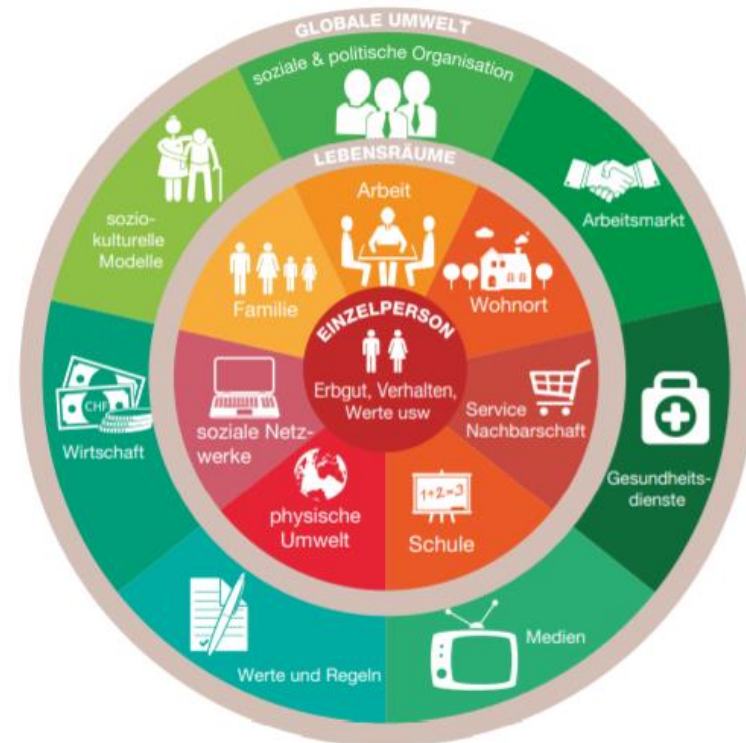 GLOBALE UMWELT
soziale & politische Organisation
LEBENSRÄUME
Arbeit
sozio-
kulturelle
Modelle
Arbeitsmarkt
Familie
Wohnort
EINZELPERSON
Erbgut, Verhalten,
Werte usw
CHF
Wirtschaft
soziale Netz-
werke
Service
Nachbarschaft
Gesundheits-
dienste
physische
Umwelt
1+2=3
Schule
Werte und Regeln
Medien